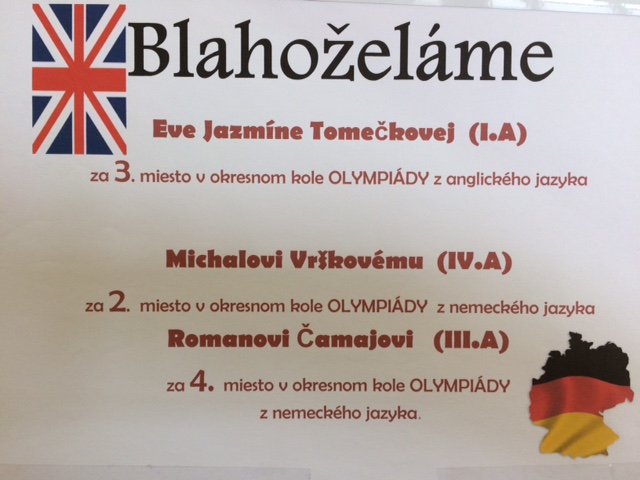 Blahoželáme
Eve Jazmíne Tomečkovej (I.A)
za 3. miesto v okresnom kole OLYMPIÁDY z anglického jazyka
Michalovi Vrškovému (IV.A)
za 2. miesto v okresnom kole OLYMPIÁDY z nemeckého jazyka
Romanovi Čamajovi (III.A)
za 4. miesto v okresnom kole OLYMPIÁDY
z nemeckého jazyka.